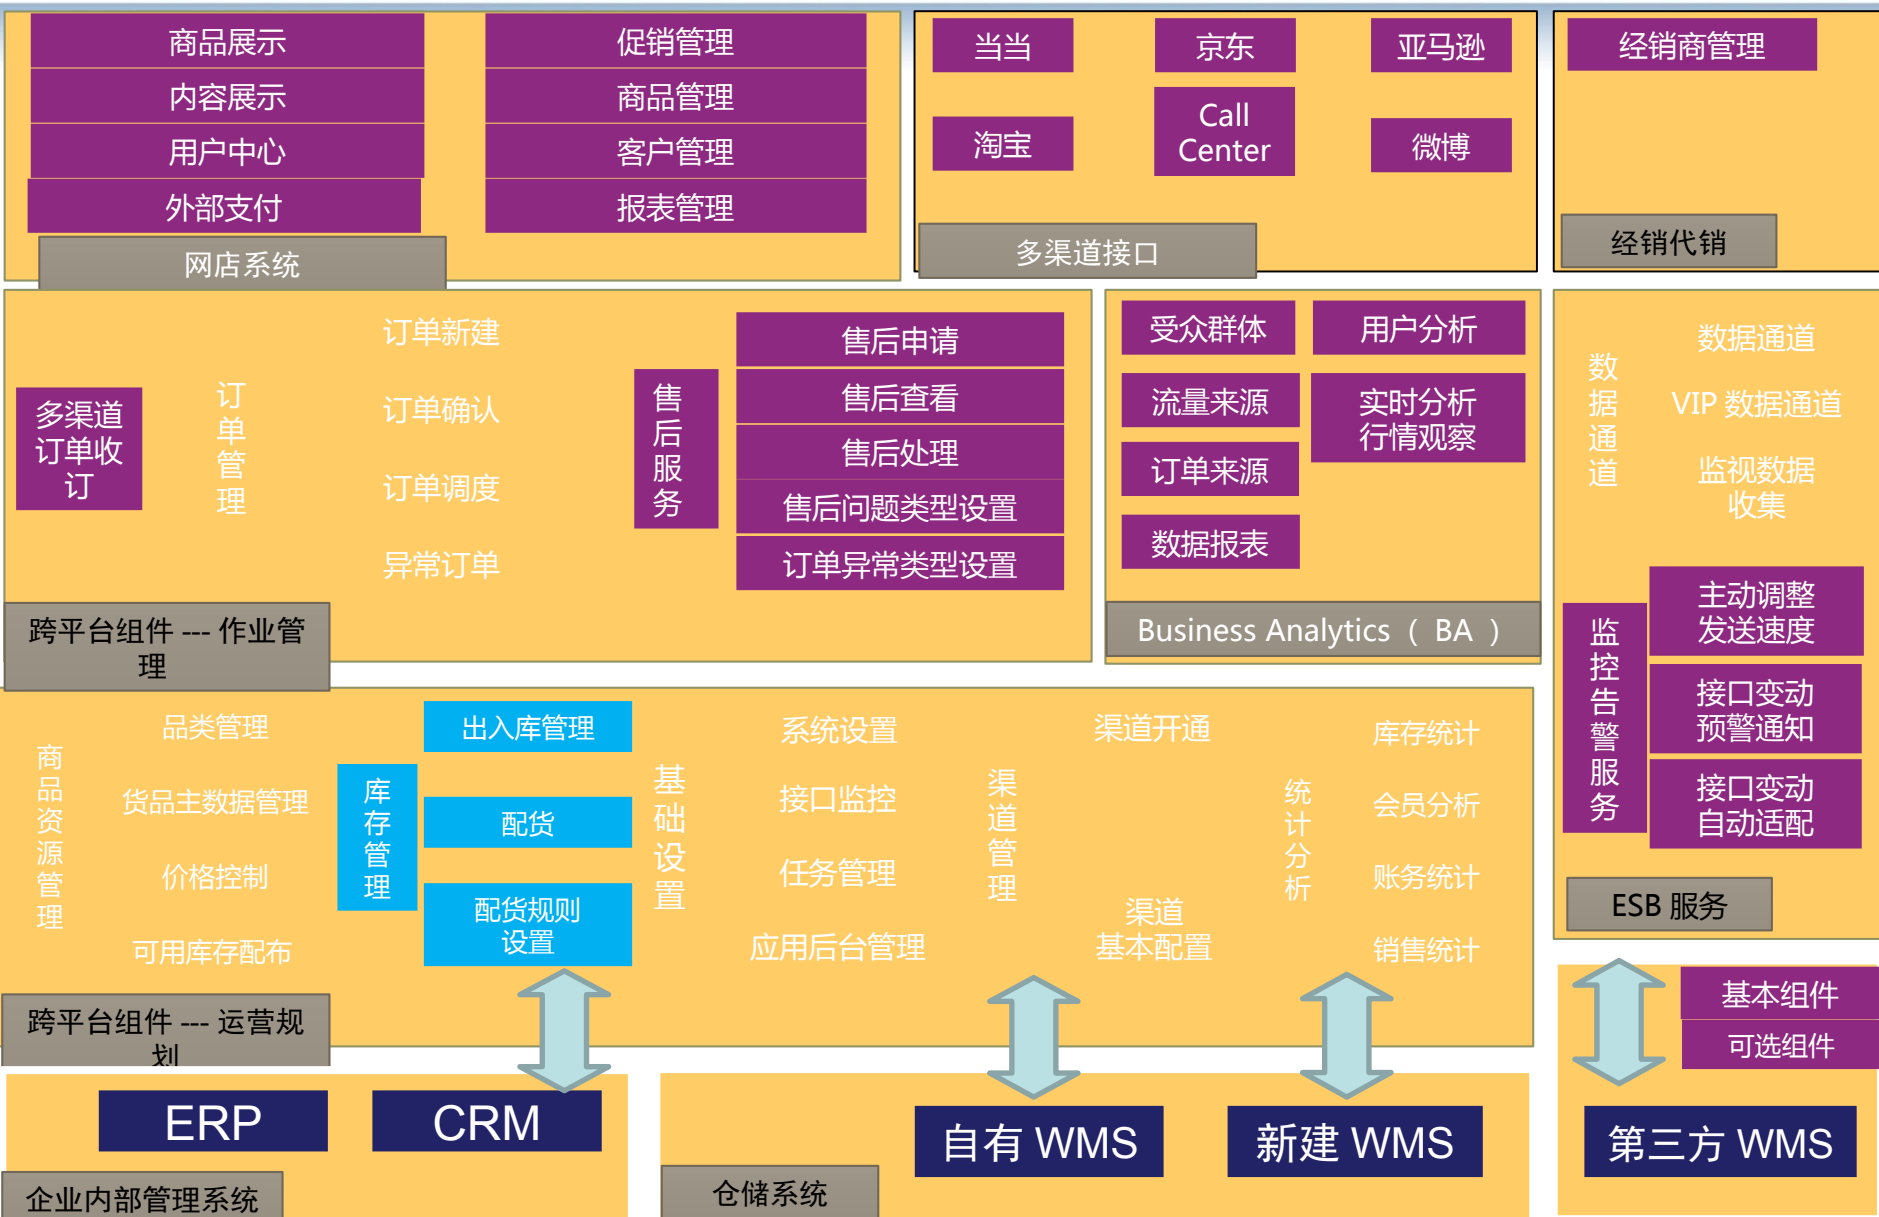 商品展示
内容展示
用户中心
外部支付
促销管理
商品管理
客户管理
报表管理
网店系统
当当
京东
亚马逊
淘宝
Call
Center
微博
多渠道接口
经销商管理
经销代销
多渠道
订单收
订
订单管理
订单新建
订单确认
订单调度
异常订单
售后服务
售后申请
售后查看
售后处理
售后问题类型设置
订单异常类型设置
跨平台组件 --- 作业管
理
受众群体
用户分析
流量来源
实时分析
行情观察
订单来源
数据报表
Business Analytics（ BA ）
数据通道
数据通道
VIP 数据通道
监视数据
收集
监控告警服务
主动调整
发送速度
接口变动
预警通知
接口变动
自动适配
ESB 服务
商品资源管理
品类管理
货品主数据管理
价格控制
可用库存配布
库存管理
出入库管理
配货
配货规则
设置
基础设置
系统设置
接口监控
任务管理
应用后台管理
渠道管理
渠道开通
渠道
基本配置
统计分析
库存统计
会员分析
账务统计
销售统计
跨平台组件 --- 运营规
划
基本组件
可选组件
ERP
CRM
企业内部管理系统
自有 WMS
新建 WMS
仓储系统
第三方 WMS